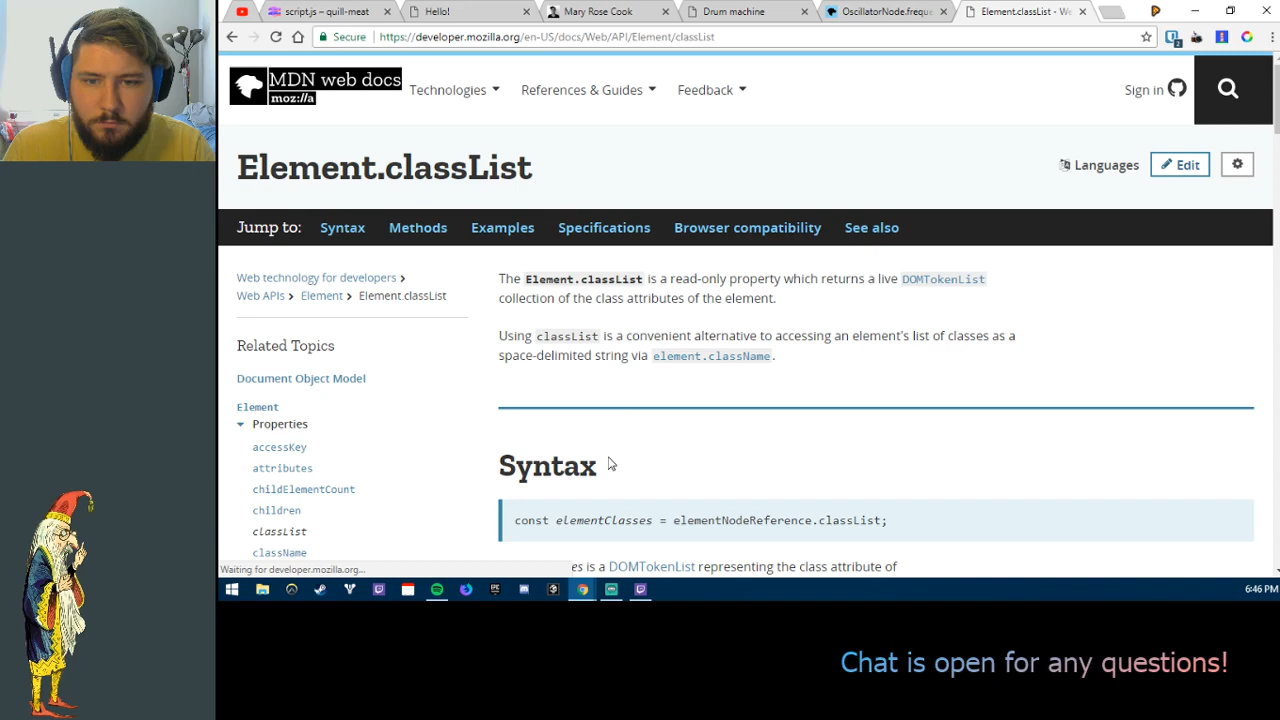 script.js ~ quill-meat
Hello!
Mary Rose Cook
Drum machine
OscillatorNode.frequ
Element.classList - We
Secure
https://developer.mozilla.org/en-US/docs/Web/API/Element/classList
MDN web docs
moz://a
Technologies
References & Guides
Feedback
Sign in
Element.classList
Languages
Edit
Jump to:
Syntax
Methods
Examples
Specifications
Browser compatibility
See also
Web technology for developers
Web APIs
Element
Element.classList
Related Topics
Document Object Model
Element
Properties
accessKey
attributes
childElementCount
children
classList
className
The Element.classList is a read-only property which returns a live DOMTokenList
collection of the class attributes of the element.
Using classList is a convenient alternative to accessing an element's list of classes as a
space-delimited string via element.className.
Syntax
const elementClasses = elementNodeReference.classList;
es is a DOMTokenList representing the class attribute of
Waiting for developer.mozilla.org...
6:46 PM
Chat is open for any questions!